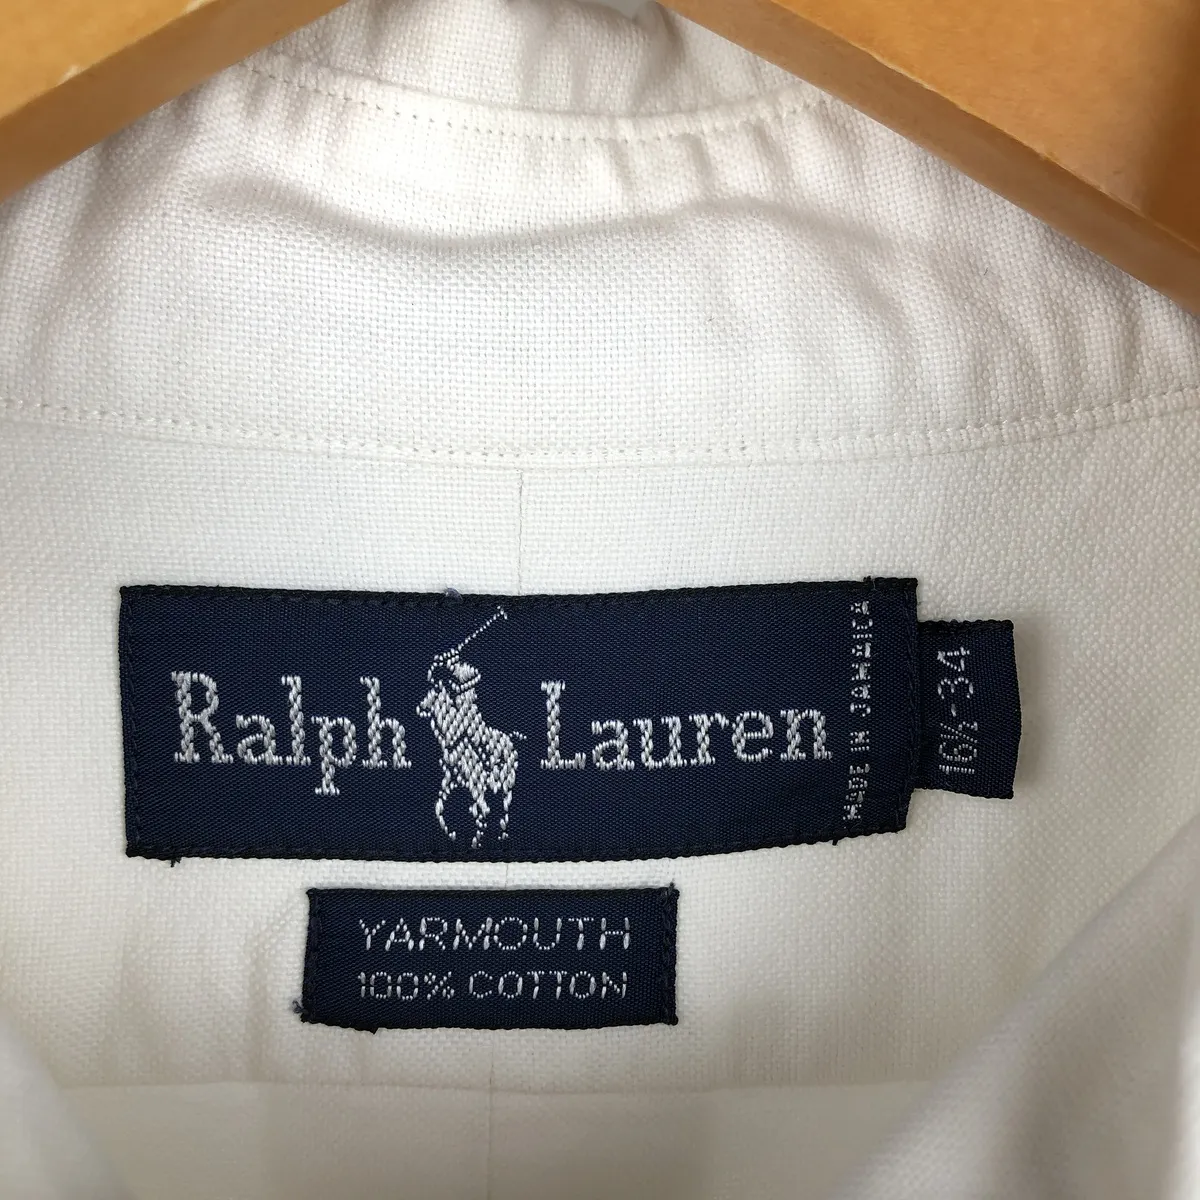 Ralph Lauren
MADE IN JAMAICA
16½-34
YARMOUTH
100% COTTON